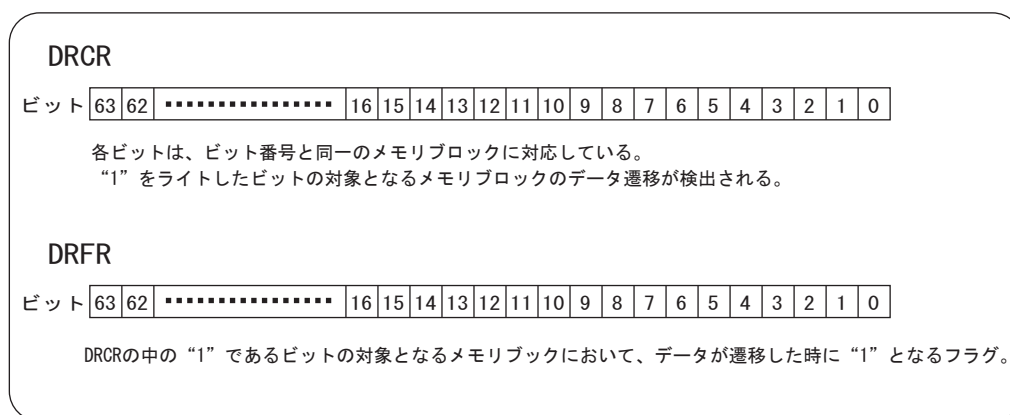 DRCR
ビット 63 62 ▪▪▪▪▪▪▪▪▪▪▪▪▪▪▪▪ 16 15 14 13 12 11 10 9 8 7 6 5 4 3 2 1 0
各ビットは、ビット番号と同一のメモリブロックに対応している。
“1”をライトしたビットの対象となるメモリブロックのデータ遷移が検出される。
DRFR
ビット 63 62 ▪▪▪▪▪▪▪▪▪▪▪▪▪▪▪▪ 16 15 14 13 12 11 10 9 8 7 6 5 4 3 2 1 0
DRCRの中の“1”であるビットの対象となるメモリブックにおいて、データが遷移した時に“1”となるフラグ。